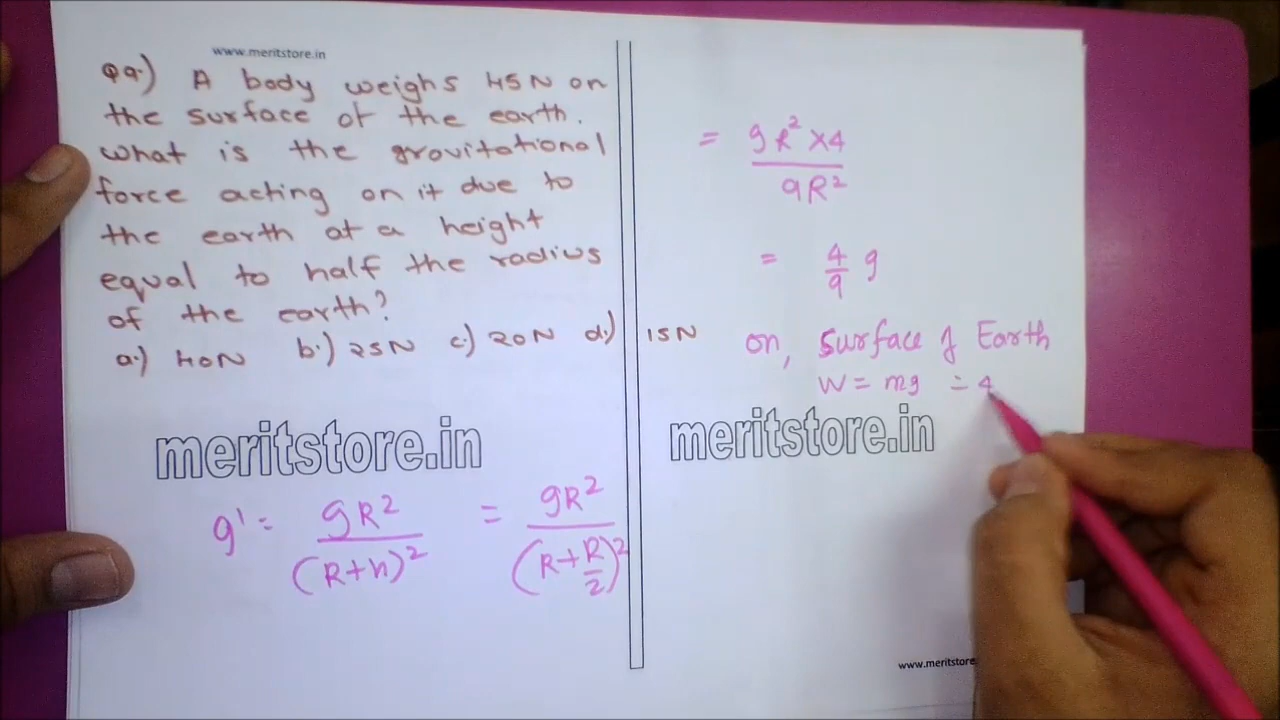 www.meritstore.in
Q9.) A body weighs 45N on
the surface of the earth.
What is the gravitational
force acting on it due to
the earth at a height
equal to half the radius
of the earth?
a.) 40N b.) 25N c.) 20N d.) 15N
meritstore.in
g' = gR² / (R+h)² = gR² / (R+R/2)²
= gR² x4 / 9R²
= 4/9 g
on, Surface of Earth
W = mg = 4
meritstore.in
www.meritstore.